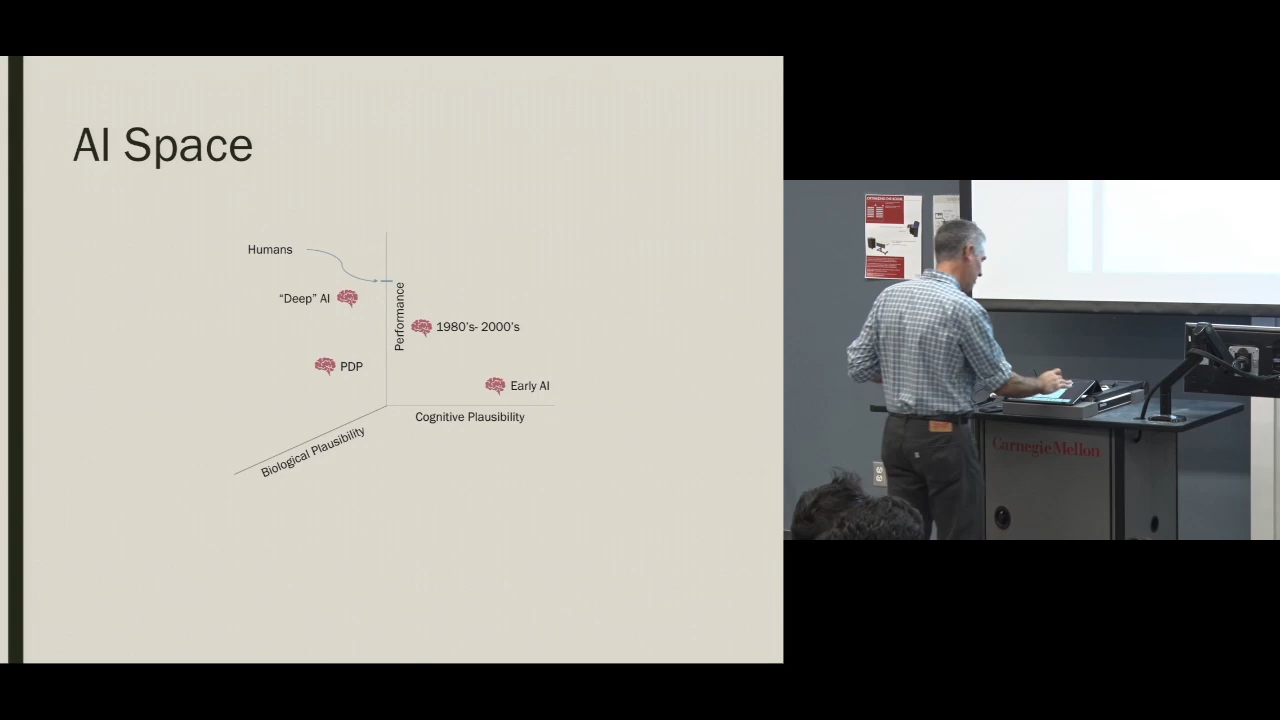 AI Space
Humans
“Deep” AI
Performance
1980’s- 2000’s
PDP
Early AI
Cognitive Plausibility
Biological Plausibility
CarnegieMellon